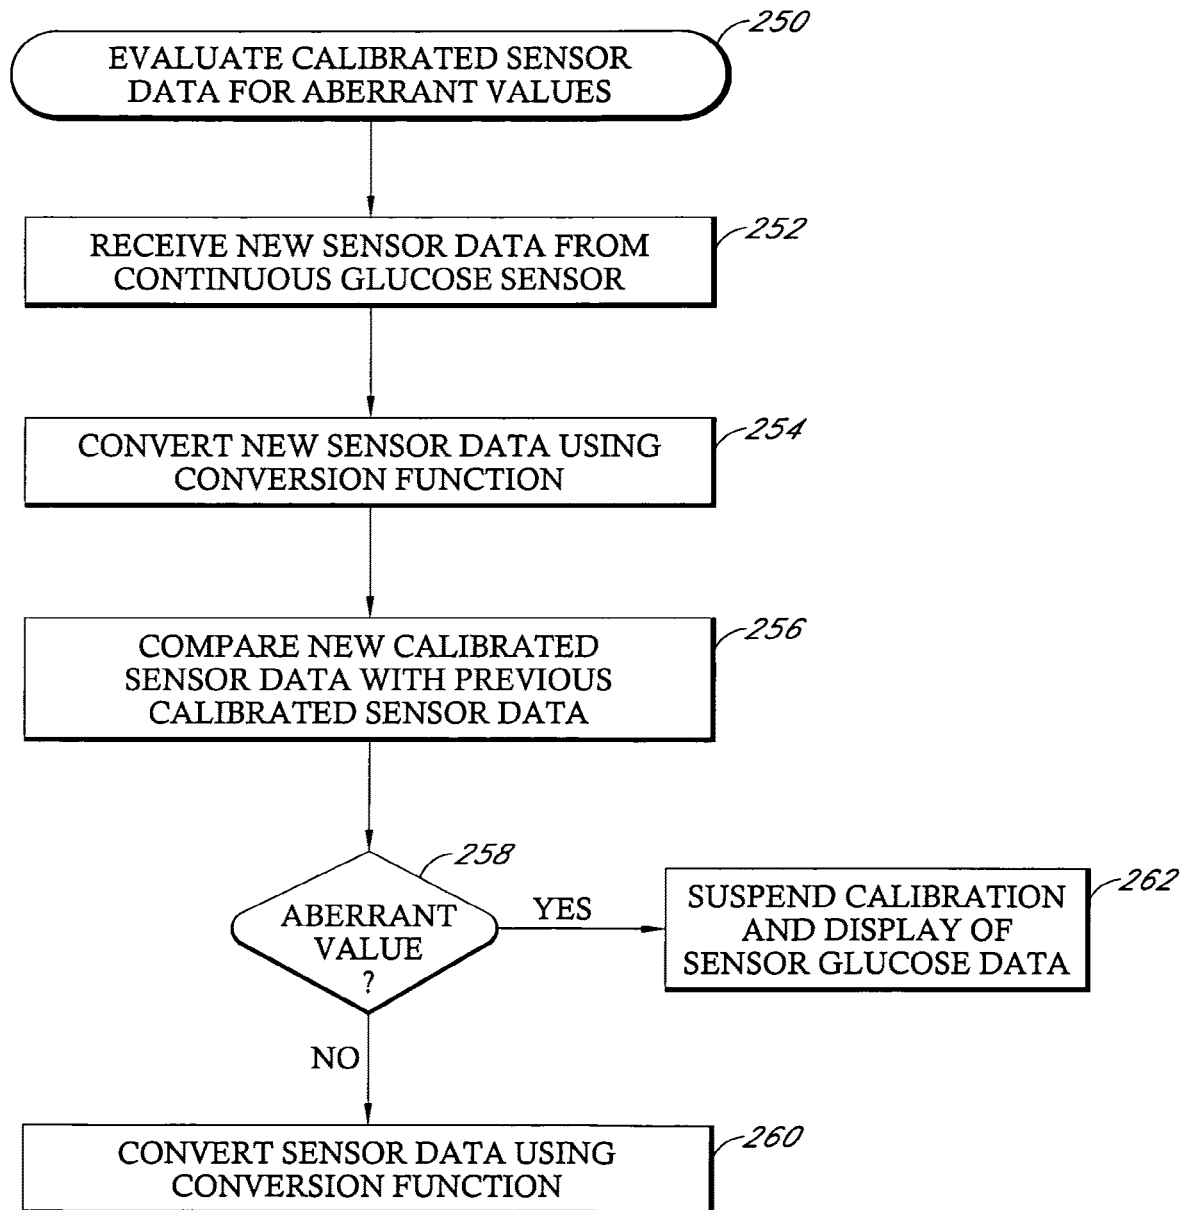 250
EVALUATE CALIBRATED SENSOR
DATA FOR ABERRANT VALUES
252
RECEIVE NEW SENSOR DATA FROM
CONTINUOUS GLUCOSE SENSOR
254
CONVERT NEW SENSOR DATA USING
CONVERSION FUNCTION
256
COMPARE NEW CALIBRATED
SENSOR DATA WITH PREVIOUS
CALIBRATED SENSOR DATA
258
ABERRANT
VALUE
?
YES
262
SUSPEND CALIBRATION
AND DISPLAY OF
SENSOR GLUCOSE DATA
NO
260
CONVERT SENSOR DATA USING
CONVERSION FUNCTION